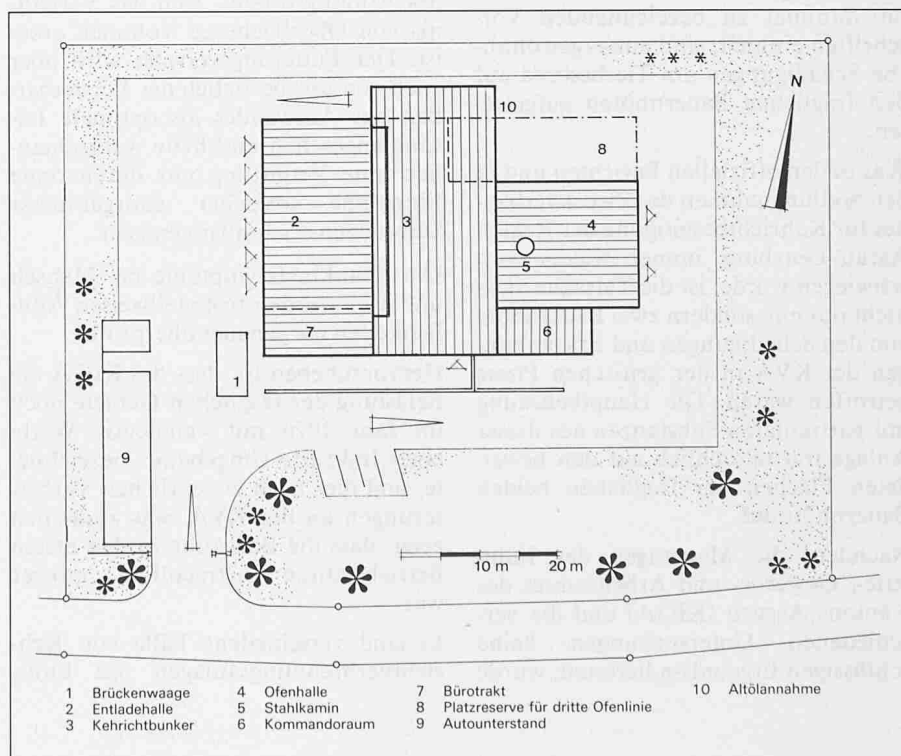 N
10
8
2
3
4
5
7
6
1
9
10 m 20 m
1 Brückenwaage
2 Entladehalle
3 Kehrichtbunker
4 Ofenhalle
5 Stahlkamin
6 Kommandoraum
7 Bürotrakt
8 Platzreserve für dritte Ofenlinie
9 Autounterstand
10 Altölannahme